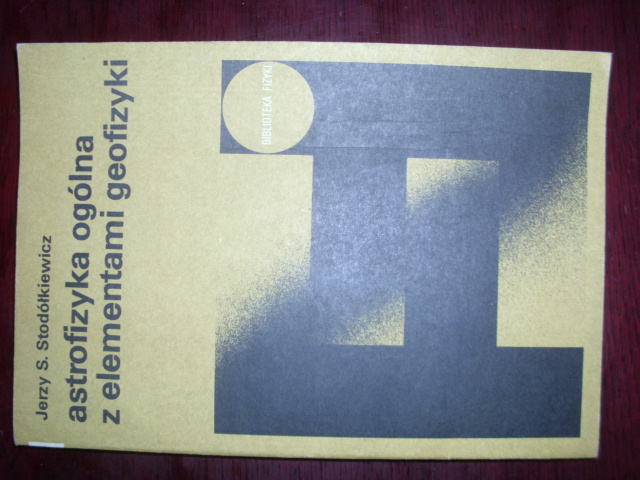 Jerzy S. Stodółkiewicz
astrofizyka ogólna
z elementami geofizyki
BIBLIOTEKA FIZYKI